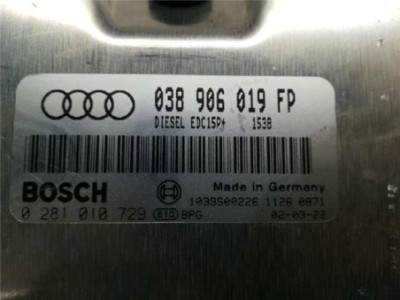 038 906 019 FP
DIESEL EDC15P+ 1538
BOSCH
Made in Germany
1039S00226 1126 0871
0 281 010 729 e1G BPG 02-03-22